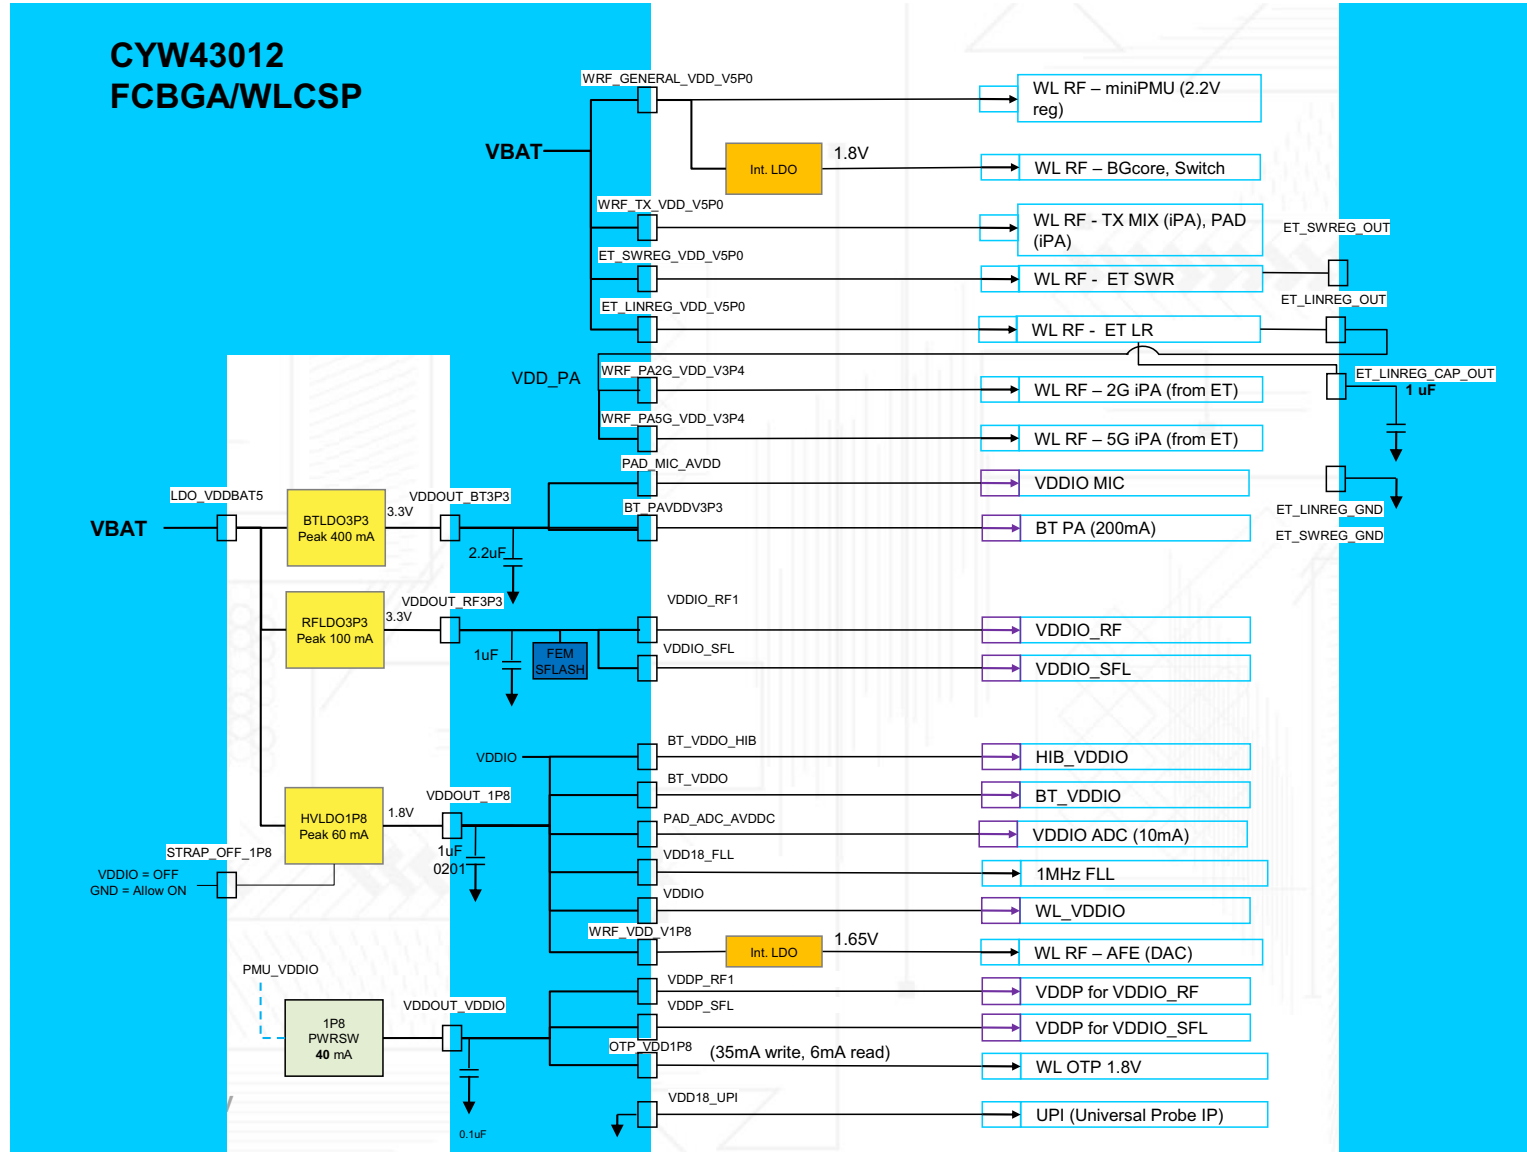 CYW43012
FCBGA/WLCSP
WRF_GENERAL_VDD_V5P0
WL RF – miniPMU (2.2V
reg)
VBAT
Int. LDO
1.8V
WL RF – BGcore, Switch
WRF_TX_VDD_V5P0
WL RF - TX MIX (iPA), PAD
(iPA)
ET_SWREG_OUT
ET_SWREG_VDD_V5P0
WL RF -  ET SWR
ET_LINREG_OUT
ET_LINREG_VDD_V5P0
WL RF -  ET LR
VDD_PA
WRF_PA2G_VDD_V3P4
WL RF – 2G iPA (from ET)
ET_LINREG_CAP_OUT
1 uF
WRF_PA5G_VDD_V3P4
WL RF – 5G iPA (from ET)
PAD_MIC_AVDD
VDDIO MIC
LDO_VDDBAT5
VDDOUT_BT3P3
BT_PAVDDV3P3
ET_LINREG_GND
ET_SWREG_GND
VBAT
BTLDO3P3
Peak 400 mA
3.3V
BT PA (200mA)
2.2uF
VDDOUT_RF3P3
VDDIO_RF1
RFLDO3P3
Peak 100 mA
3.3V
VDDIO_RF
1uF
FEM
SFLASH
VDDIO_SFL
VDDIO_SFL
BT_VDDO_HIB
VDDIO
HIB_VDDIO
BT_VDDO
BT_VDDIO
VDDOUT_1P8
HVLDO1P8
Peak 60 mA
1.8V
PAD_ADC_AVDDC
VDDIO ADC (10mA)
1uF
0201
STRAP_OFF_1P8
VDDIO = OFF
GND = Allow ON
VDD18_FLL
1MHz FLL
VDDIO
WL_VDDIO
WRF_VDD_V1P8
Int. LDO
1.65V
WL RF – AFE (DAC)
PMU_VDDIO
VDDP_RF1
VDDP for VDDIO_RF
VDDOUT_VDDIO
VDDP_SFL
VDDP for VDDIO_SFL
1P8
PWRSW
40 mA
OTP_VDD1P8
(35mA write, 6mA read)
WL OTP 1.8V
VDD18_UPI
UPI (Universal Probe IP)
0.1uF